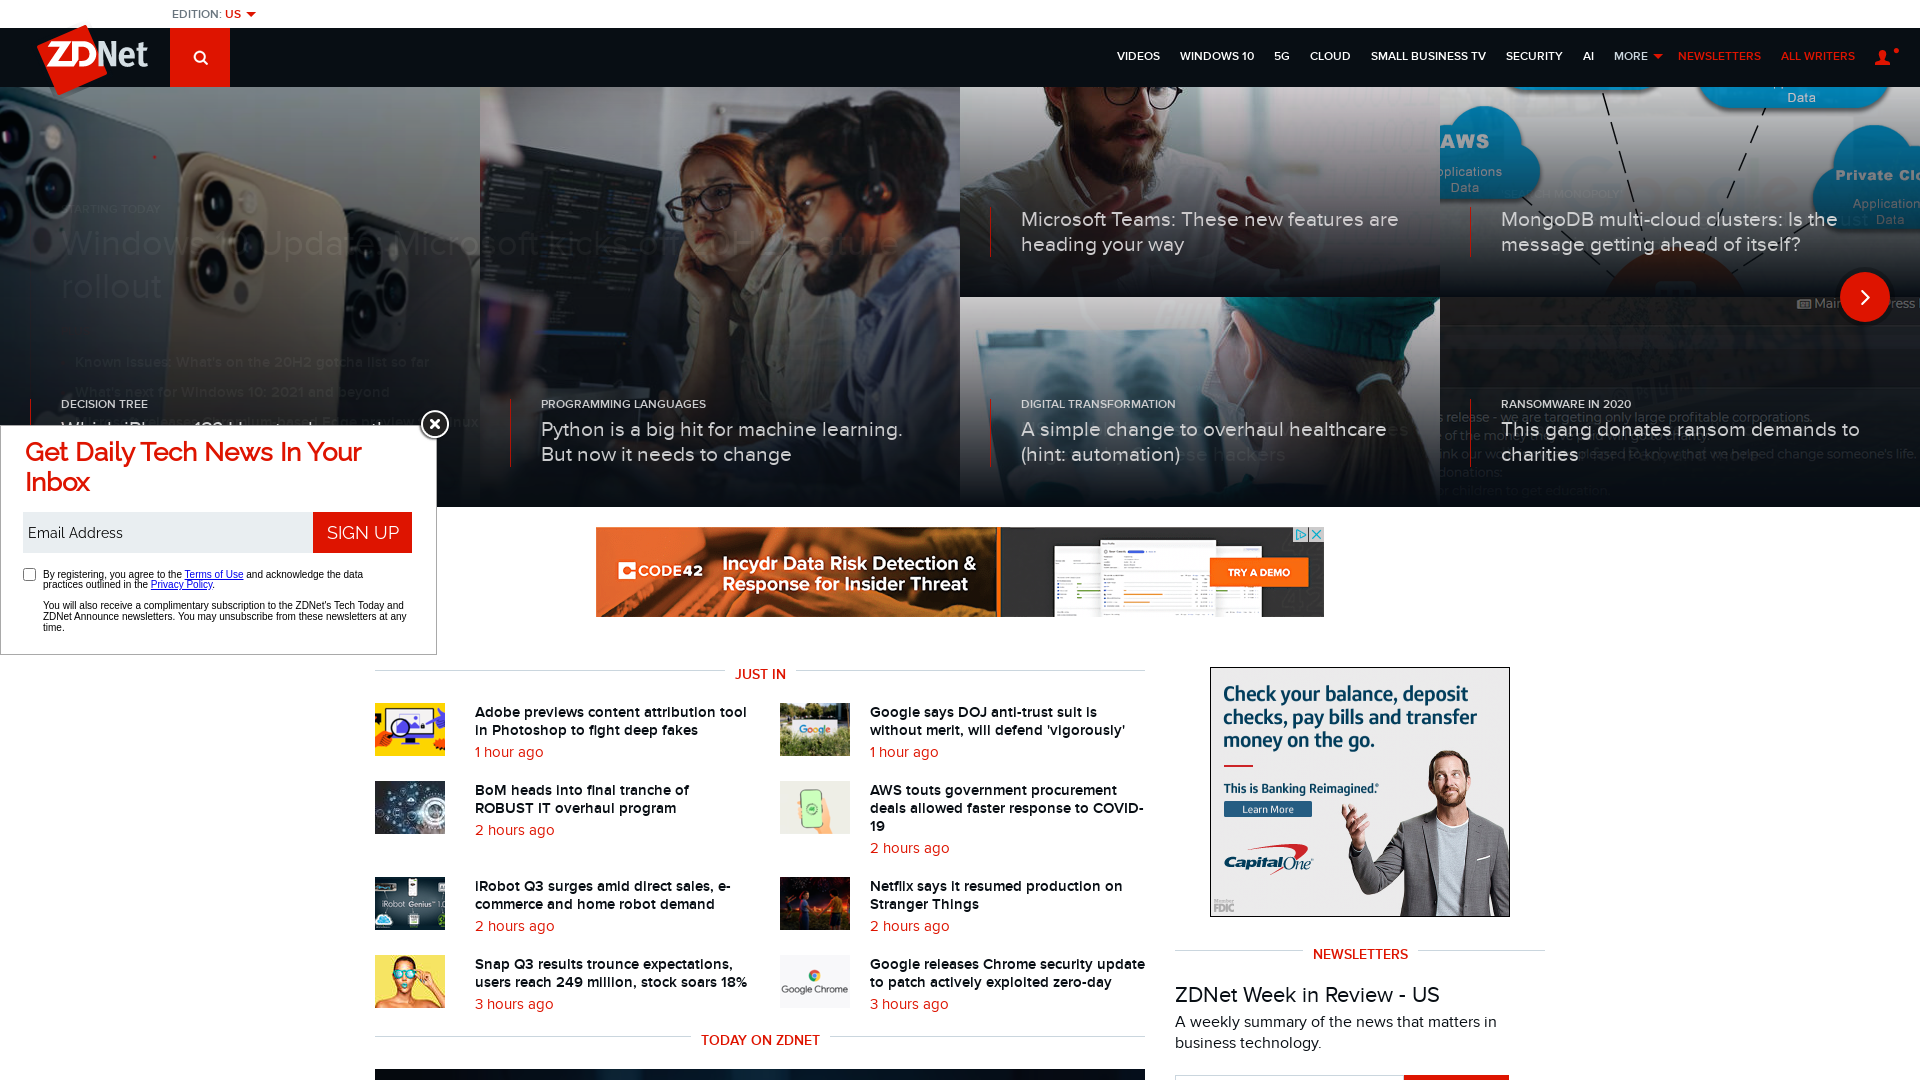 EDITION: US
ZDNet
VIDEOS WINDOWS 10 5G CLOUD SMALL BUSINESS TV SECURITY AI MORE NEWSLETTERS ALL WRITERS
Data
AWS
Applications
Data
Private Clo
Application
Data
STARTING TODAY
Windows 10 Update: Microsoft kicks off 20H2 feature
rollout
Known issues: What's on the 20H2 gotcha list so far
What's next for Windows 10: 2021 and beyond
Microsoft Teams: These new features are
heading your way
MongoDB multi-cloud clusters: Is the
message getting ahead of itself?
DECISION TREE
PROGRAMMING LANGUAGES
Python is a big hit for machine learning.
But now it needs to change
DIGITAL TRANSFORMATION
A simple change to overhaul healthcare
(hint: automation)
RANSOMWARE IN 2020
This gang donates ransom demands to
charities
Get Daily Tech News In Your
Inbox
Email Address
SIGN UP
By registering, you agree to the Terms of Use and acknowledge the data
practices outlined in the Privacy Policy.
You will also receive a complimentary subscription to the ZDNet's Tech Today and
ZDNet Announce newsletters. You may unsubscribe from these newsletters at any
time.
CODE42
Incydr Data Risk Detection &
Response for Insider Threat
TRY A DEMO
JUST IN
Adobe previews content attribution tool
in Photoshop to fight deep fakes
1 hour ago
Google says DOJ anti-trust suit is
without merit, will defend 'vigorously'
1 hour ago
BoM heads into final tranche of
ROBUST IT overhaul program
2 hours ago
AWS touts government procurement
deals allowed faster response to COVID-
19
2 hours ago
iRobot Genius
iRobot Q3 surges amid direct sales, e-
commerce and home robot demand
2 hours ago
Netflix says it resumed production on
Stranger Things
2 hours ago
Snap Q3 results trounce expectations,
users reach 249 million, stock soars 18%
3 hours ago
Google Chrome
Google releases Chrome security update
to patch actively exploited zero-day
3 hours ago
TODAY ON ZDNET
Check your balance, deposit
checks, pay bills and transfer
money on the go.
This is Banking Reimagined.®
Learn More
Capital One
Member
FDIC
NEWSLETTERS
ZDNet Week in Review - US
A weekly summary of the news that matters in
business technology.